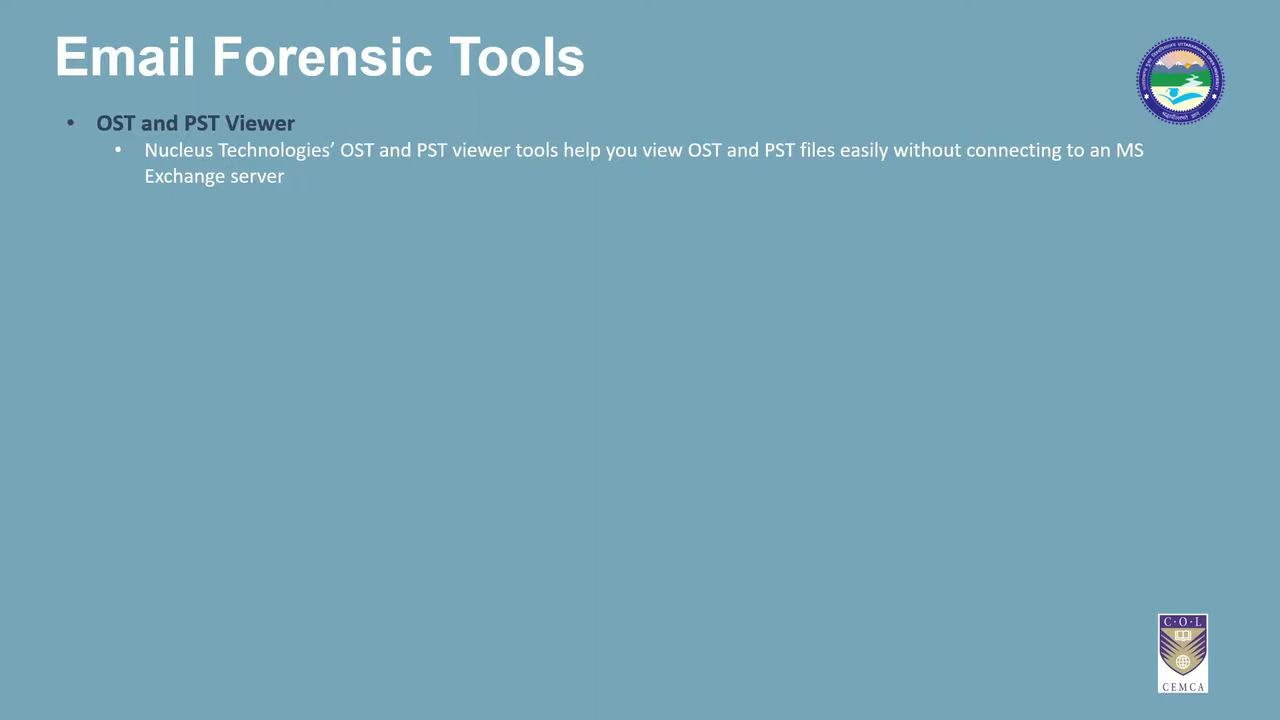 Email Forensic Tools
• OST and PST Viewer
• Nucleus Technologies’ OST and PST viewer tools help you view OST and PST files easily without connecting to an MS
Exchange server
C·O·L
CEMCA